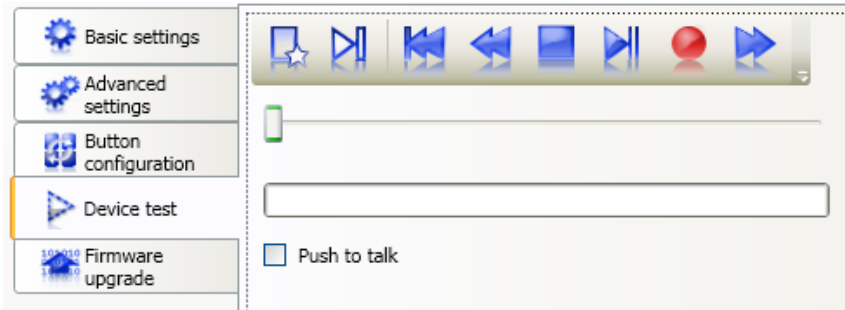 Basic settings
Advanced
settings
Button
configuration
Device test
Firmware
upgrade
Push to talk